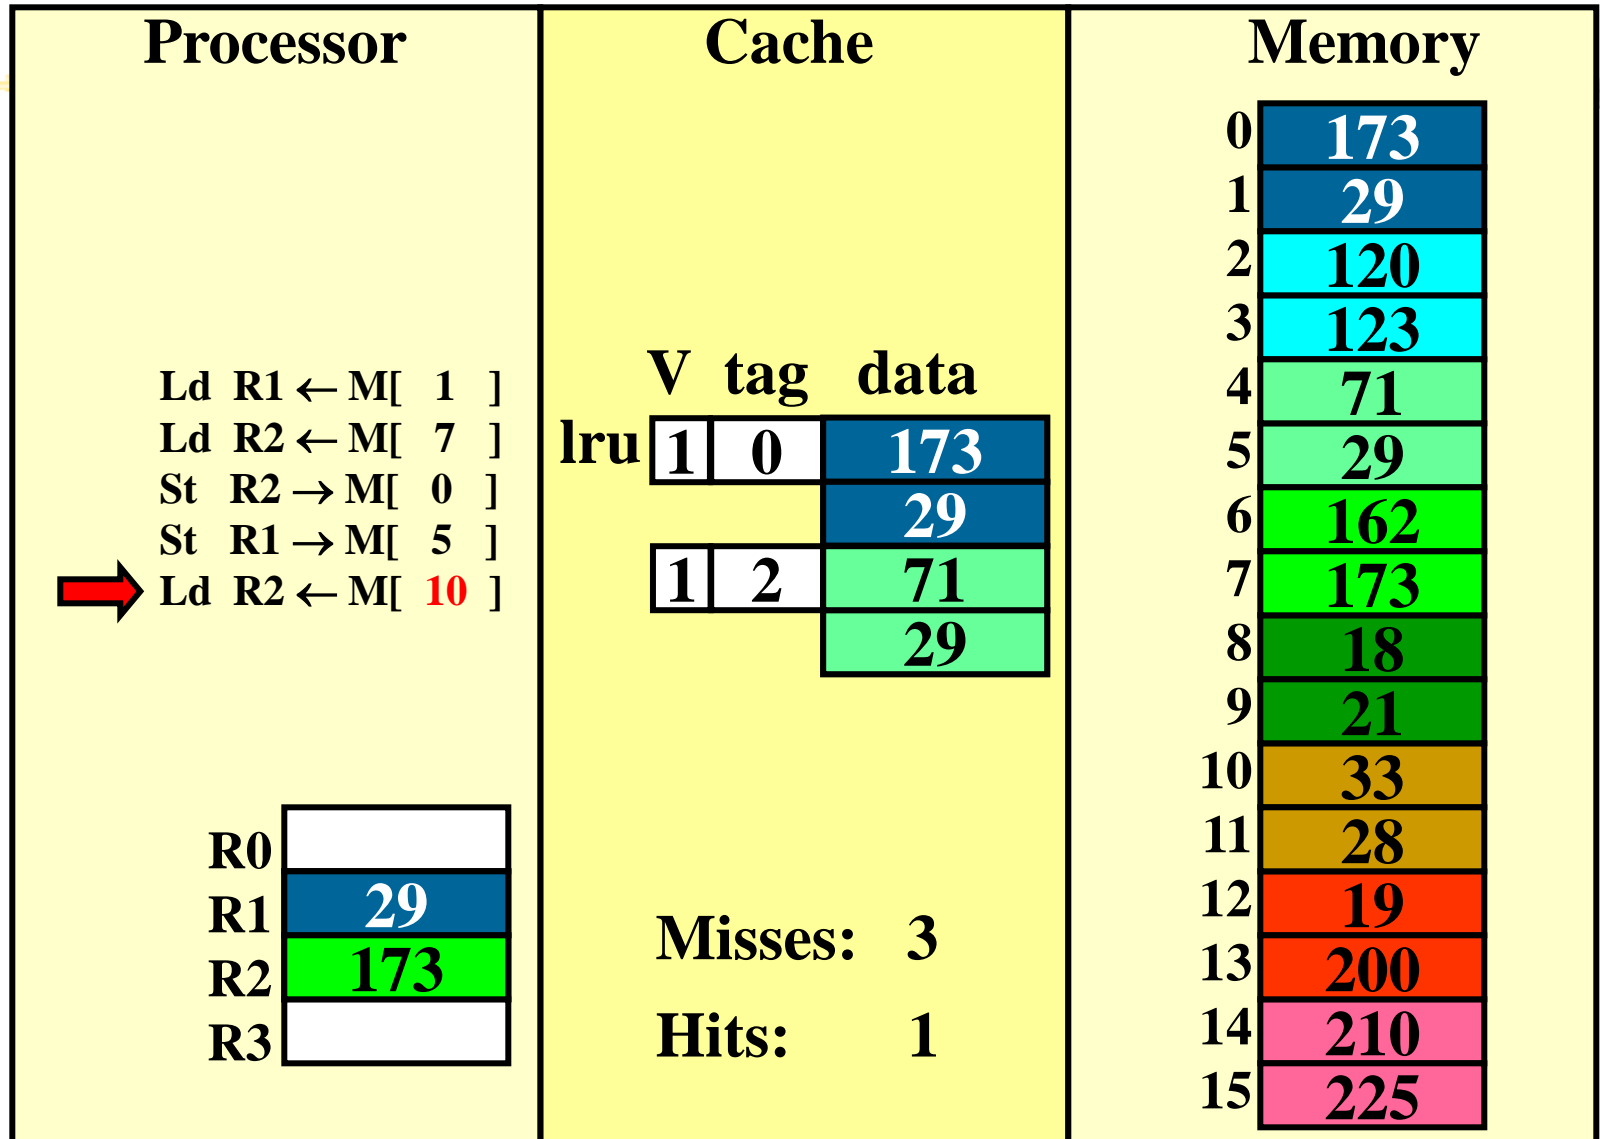 Processor
Ld R1 ← M[ 1 ]
Ld R2 ← M[ 7 ]
St R2 → M[ 0 ]
St R1 → M[ 5 ]
Ld R2 ← M[ 10 ]
R0
R1 29
R2 173
R3
Cache
V tag data
lru 1 0 173
29
1 2 71
29
Misses: 3
Hits: 1
Memory
0 173
1 29
2 120
3 123
4 71
5 29
6 162
7 173
8 18
9 21
10 33
11 28
12 19
13 200
14 210
15 225